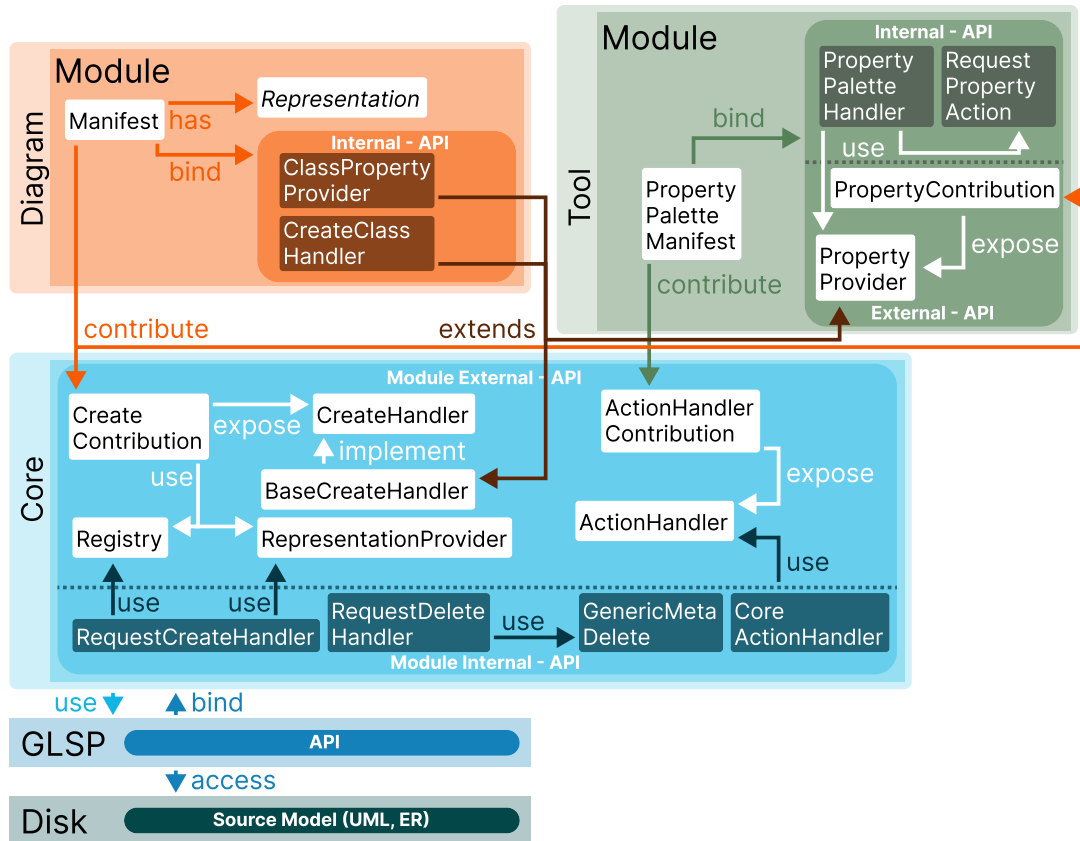 Diagram
Module
Manifest
has
Representation
bind
Internal - API
ClassProperty
Provider
CreateClass
Handler
contribute
extends
Tool
Module
Internal - API
Property
Palette
Handler
Request
Property
Action
bind
use
Property
Palette
Manifest
PropertyContribution
expose
Property
Provider
External - API
contribute
Core
Module External - API
Create
Contribution
expose
CreateHandler
implement
use
BaseCreateHandler
Registry
RepresentationProvider
ActionHandler
Contribution
expose
ActionHandler
use
use
use
RequestCreateHandler
RequestDelete
Handler
use
GenericMeta
Delete
Core
ActionHandler
Module Internal - API
use
bind
GLSP
API
access
Disk
Source Model (UML, ER)